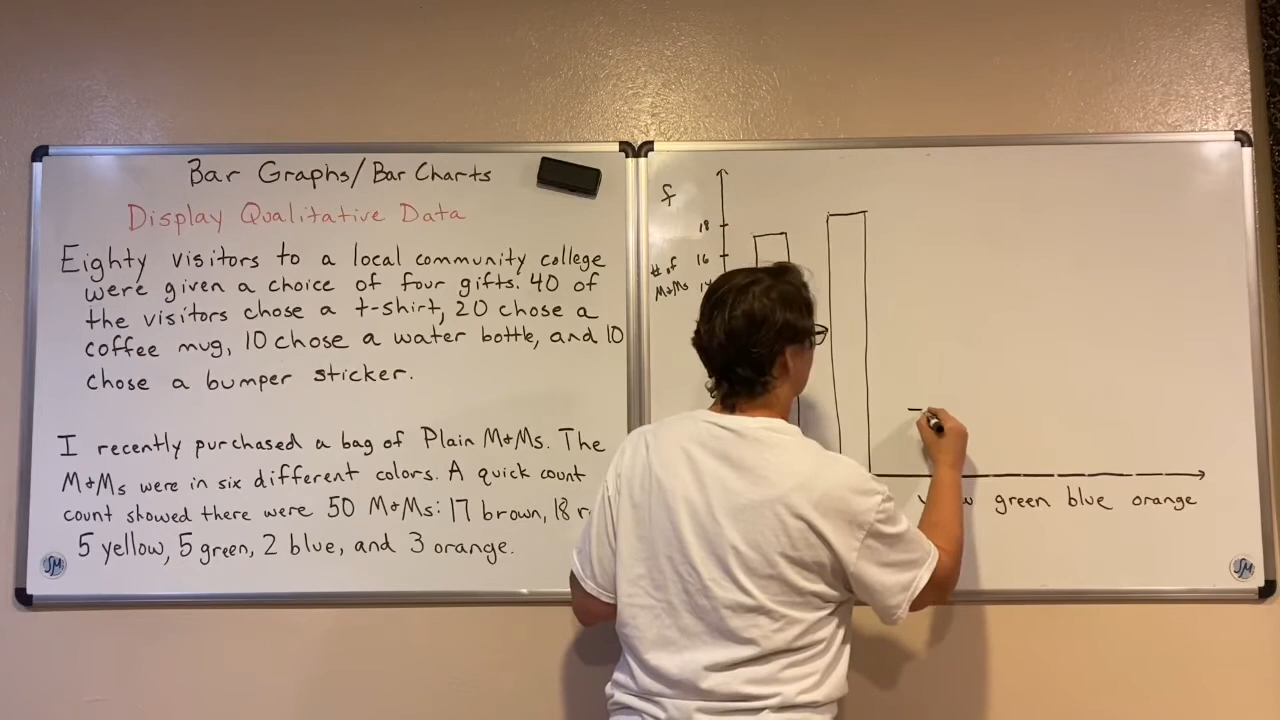 Bar Graphs/Bar Charts
Display Qualitative Data
Eighty visitors to a local community college
were given a choice of four gifts. 40 of
the visitors chose a t-shirt, 20 chose a
coffee mug, 10 chose a water bottle, and 10
chose a bumper sticker.
I recently purchased a bag of Plain M&Ms. The
M&Ms were in six different colors. A quick count
count showed there were 50 M&Ms: 17 brown, 18
5 yellow, 5 green, 2 blue, and 3 orange.
SM
f
18
# of
16
M&Ms
green blue orange
SM